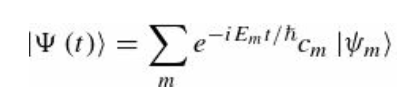 |Ψ (t)⟩ = ∑ₘ e^{-iE_m t/ℏ} c_m |ψ_m⟩